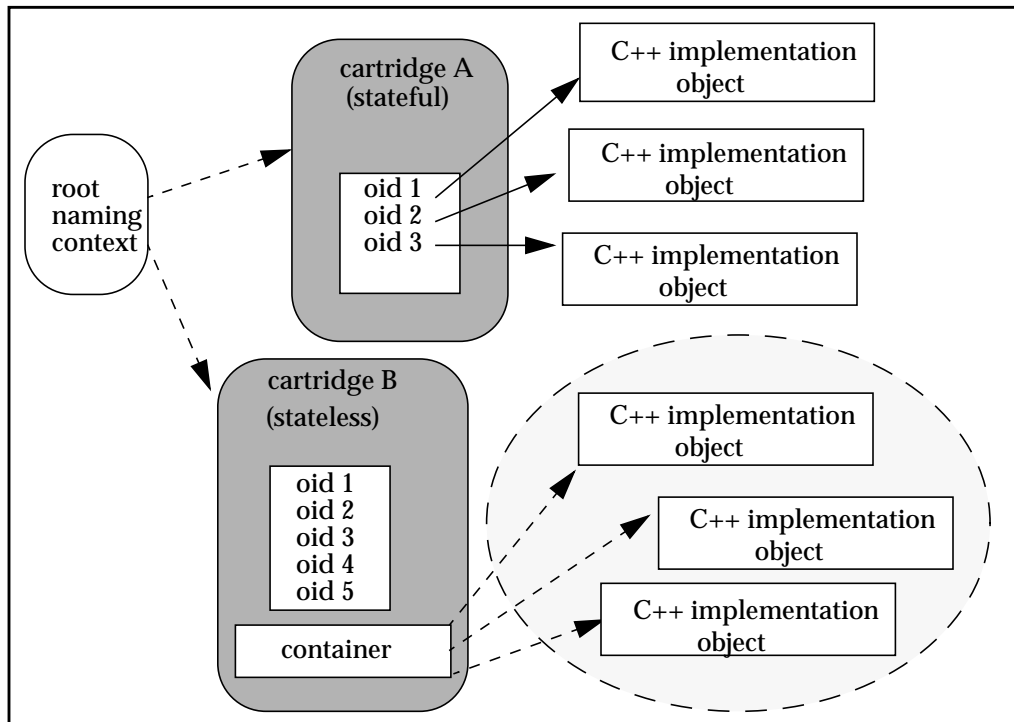 cartridge A
(stateful)
C++ implementation
object
C++ implementation
object
root
naming
context
oid 1
oid 2
oid 3
C++ implementation
object
cartridge B
(stateless)
C++ implementation
object
oid 1
oid 2
oid 3
oid 4
oid 5
C++ implementation
object
C++ implementation
object
container